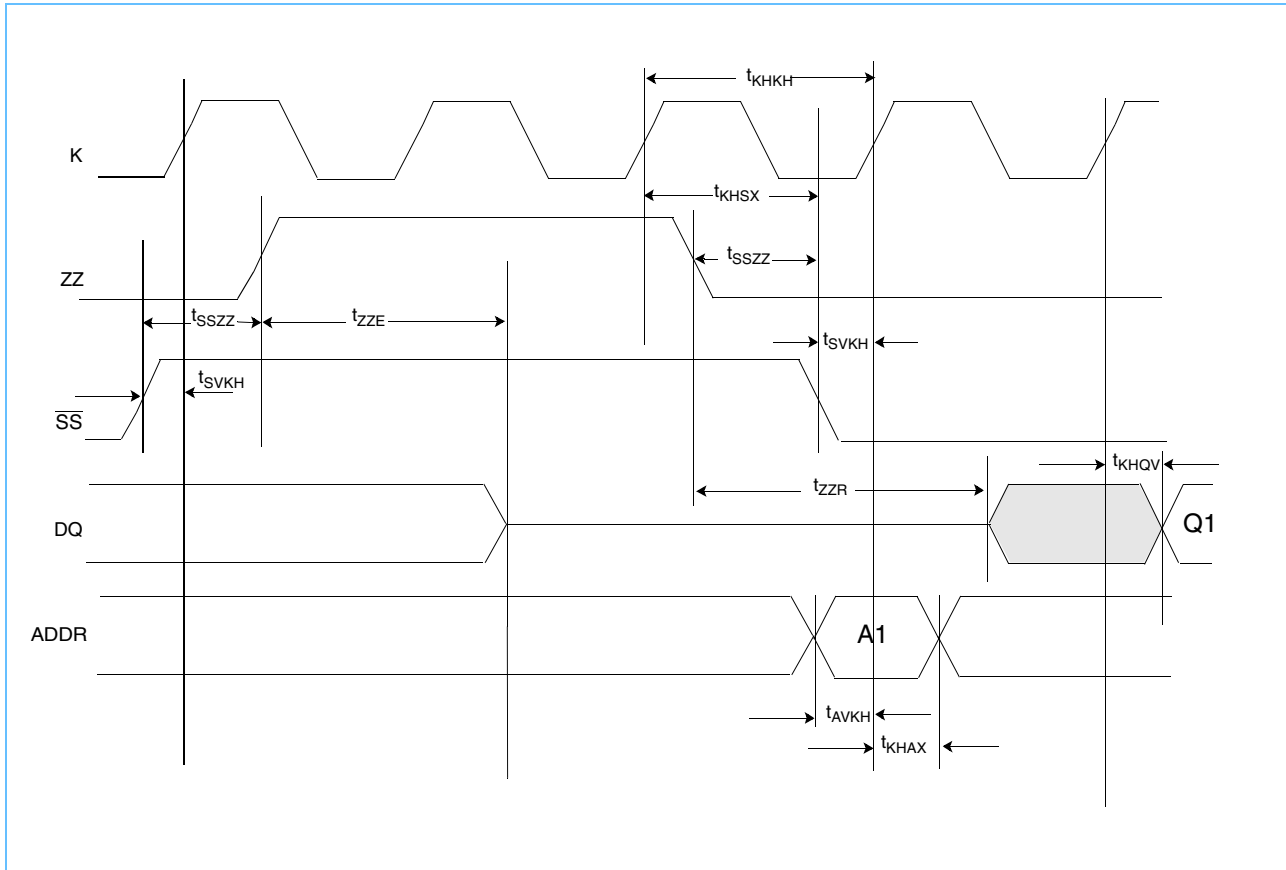 tKHKH
K
tKHSX
tSSZZ
ZZ
tSSZZ
tZZE
tSVKH
tSVKH
SS
tKHQV
tZZR
DQ
Q1
ADDR
A1
tAVKH
tKHAX